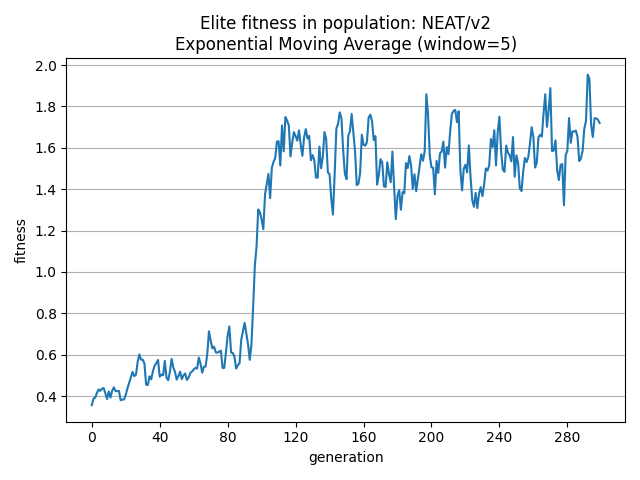 Elite fitness in population: NEAT/v2
Exponential Moving Average (window=5)
2.0
1.8
1.6
1.4
1.2
1.0
0.8
0.6
0.4
fitness
0 40 80 120 160 200 240 280
generation